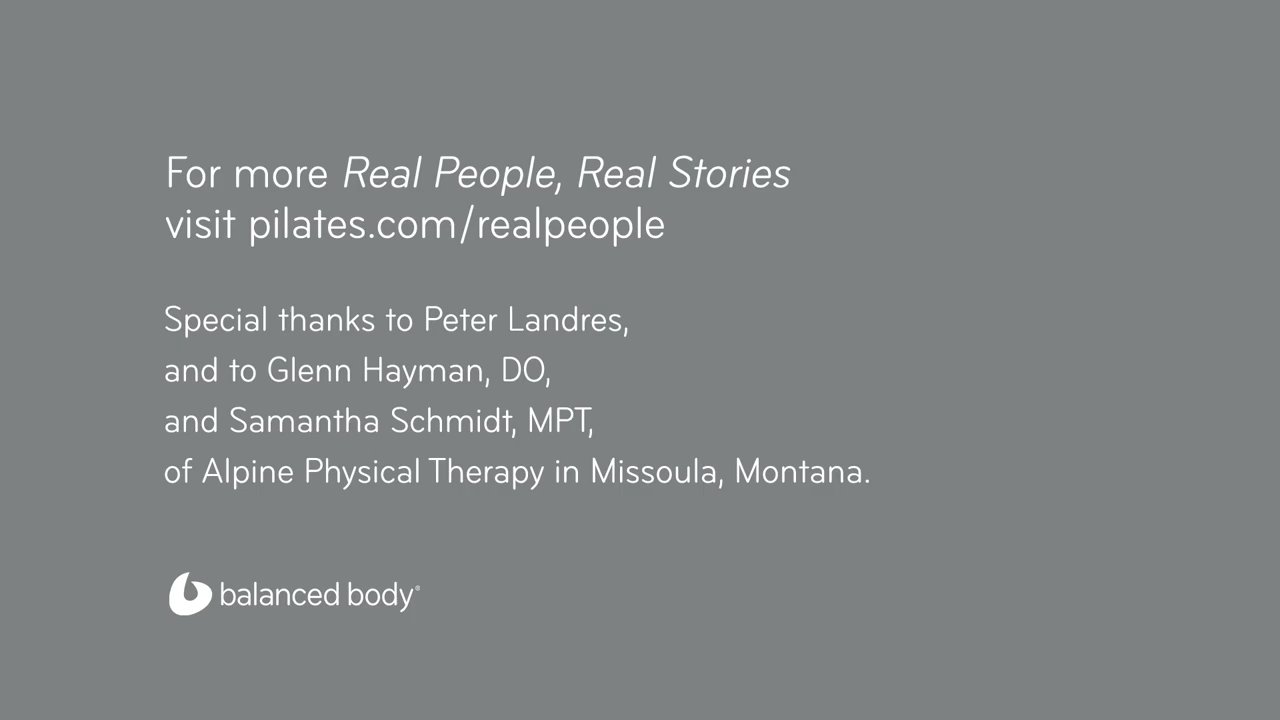 For more Real People, Real Stories
visit pilates.com/realpeople
Special thanks to Peter Landres,
and to Glenn Hayman, DO,
and Samantha Schmidt, MPT,
of Alpine Physical Therapy in Missoula, Montana.
balanced body®